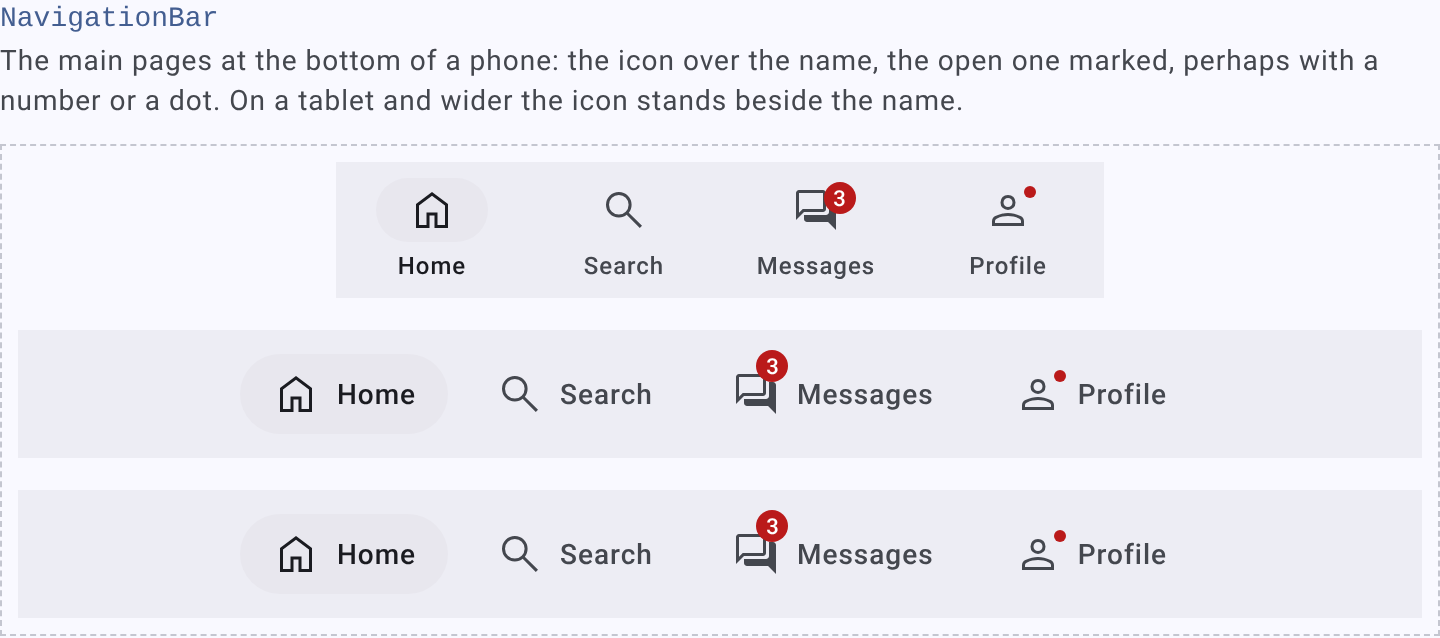 NavigationBar
The main pages at the bottom of a phone: the icon over the name, the open one marked, perhaps with a
number or a dot. On a tablet and wider the icon stands beside the name.
3
Home Search Messages Profile
3
Home Search Messages Profile
3
Home Search Messages Profile